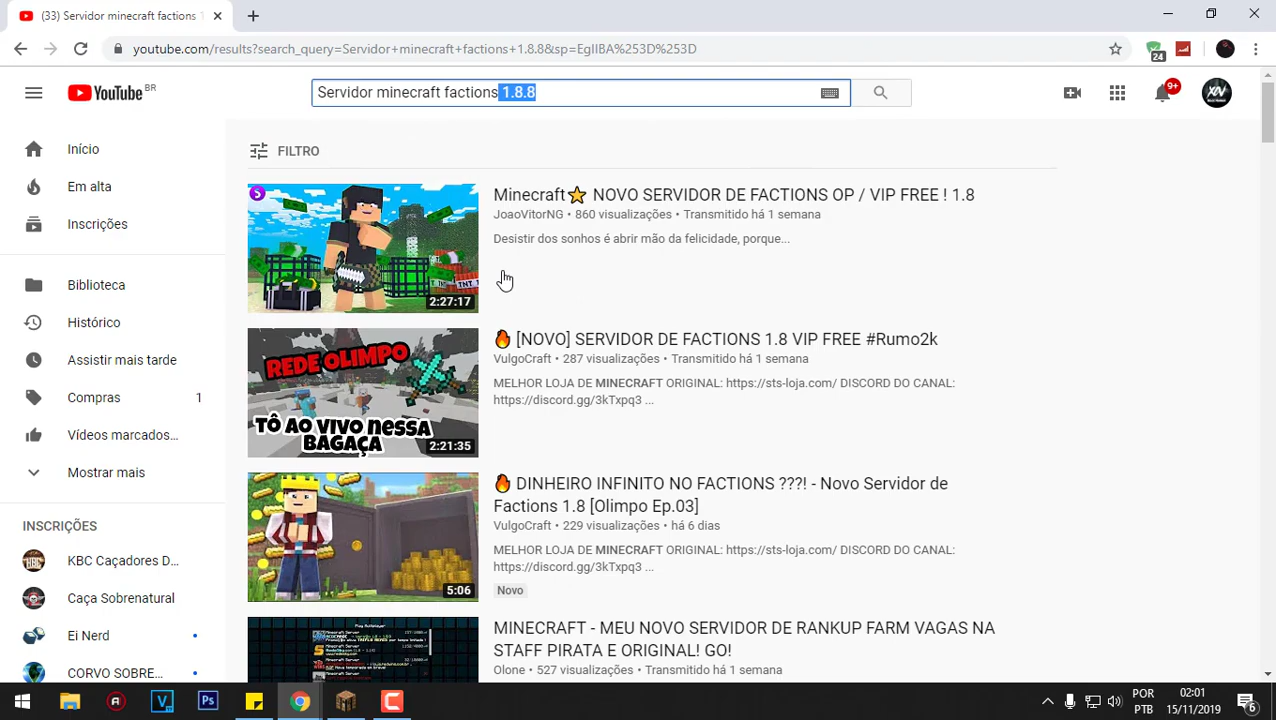 (33) Servidor minecraft factions 
youtube.com/results?search_query=Servidor+minecraft+factions+1.8.8&sp=EgIIBA%253D%253D
24
YouTube BR
Servidor minecraft factions 1.8.8
9+
Início
Em alta
Inscrições
Biblioteca
Histórico
Assistir mais tarde
Compras 1
Vídeos marcados...
Mostrar mais
INSCRIÇÕES
KBC Caçadores D...
Caça Sobrenatural
Ei Nerd
FILTRO
2:27:17
Minecraft⭐ NOVO SERVIDOR DE FACTIONS OP / VIP FREE ! 1.8
JoaoVitorNG • 860 visualizações • Transmitido há 1 semana
Desistir dos sonhos é abrir mão da felicidade, porque...
REDE OLIMPO
TÔ AO VIVO NESSA
BAGAÇA
2:21:35
🔥 [NOVO] SERVIDOR DE FACTIONS 1.8 VIP FREE #Rumo2k
VulgoCraft • 287 visualizações • Transmitido há 1 semana
MELHOR LOJA DE MINECRAFT ORIGINAL: https://sts-loja.com/ DISCORD DO CANAL:
https://discord.gg/3kTxpq3 ...
5:06
🔥 DINHEIRO INFINITO NO FACTIONS ???! - Novo Servidor de
Factions 1.8 [Olimpo Ep.03]
VulgoCraft • 229 visualizações • há 6 dias
MELHOR LOJA DE MINECRAFT ORIGINAL: https://sts-loja.com/ DISCORD DO CANAL:
https://discord.gg/3kTxpq3 ...
Novo
MINECRAFT - MEU NOVO SERVIDOR DE RANKUP FARM VAGAS NA
STAFF PIRATA E ORIGINAL! GO!
527 visualizações
Ps
POR
PTB
02:01
15/11/2019
6